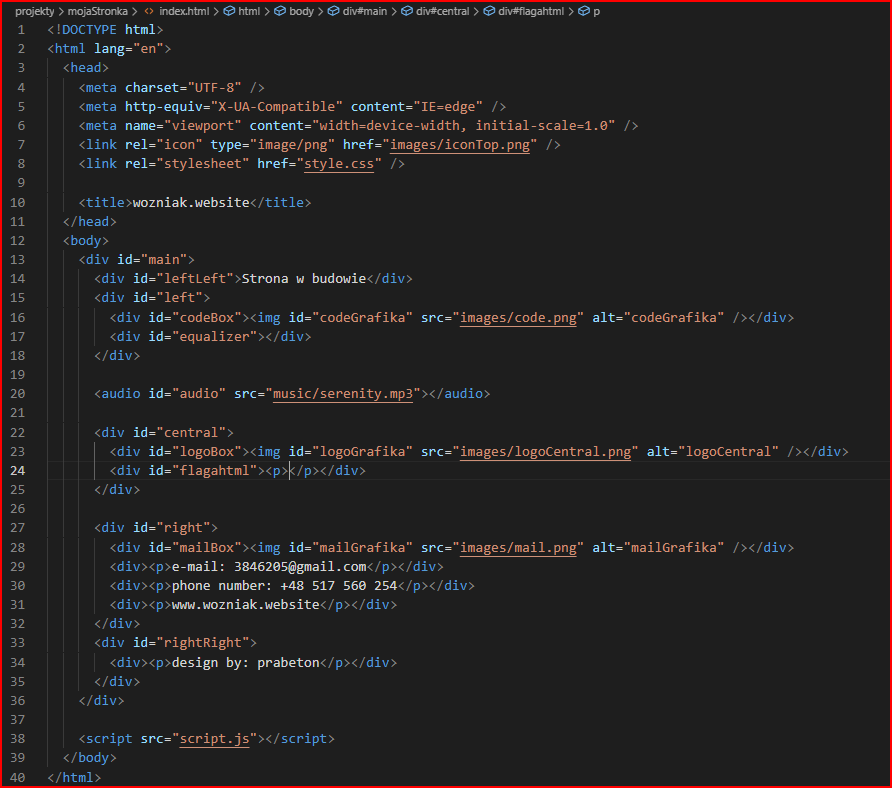 projekty > mojaStronka > index.html > html > body > div#main > div#central > div#flagahtml > p
1 <!DOCTYPE html>
2 <html lang="en">
3 <head>
4 <meta charset="UTF-8" />
5 <meta http-equiv="X-UA-Compatible" content="IE=edge" />
6 <meta name="viewport" content="width=device-width, initial-scale=1.0" />
7 <link rel="icon" type="image/png" href="images/iconTop.png" />
8 <link rel="stylesheet" href="style.css" />
9
10 <title>wozniak.website</title>
11 </head>
12 <body>
13 <div id="main">
14 <div id="leftLeft">Strona w budowie</div>
15 <div id="left">
16 <div id="codeBox"><img id="codeGrafika" src="images/code.png" alt="codeGrafika" /></div>
17 <div id="equalizer"></div>
18 </div>
19
20 <audio id="audio" src="music/serenity.mp3"></audio>
21
22 <div id="central">
23 <div id="logoBox"><img id="logoGrafika" src="images/logoCentral.png" alt="logoCentral" /></div>
24 <div id="flagahtml"><p></p></div>
25 </div>
26
27 <div id="right">
28 <div id="mailBox"><img id="mailGrafika" src="images/mail.png" alt="mailGrafika" /></div>
29 <div><p>e-mail: 3846205@gmail.com</p></div>
30 <div><p>phone number: +48 517 560 254</p></div>
31 <div><p>www.wozniak.website</p></div>
32 </div>
33 <div id="rightRight">
34 <div><p>design by: prabeton</p></div>
35 </div>
36 </div>
37
38 <script src="script.js"></script>
39 </body>
40 </html>